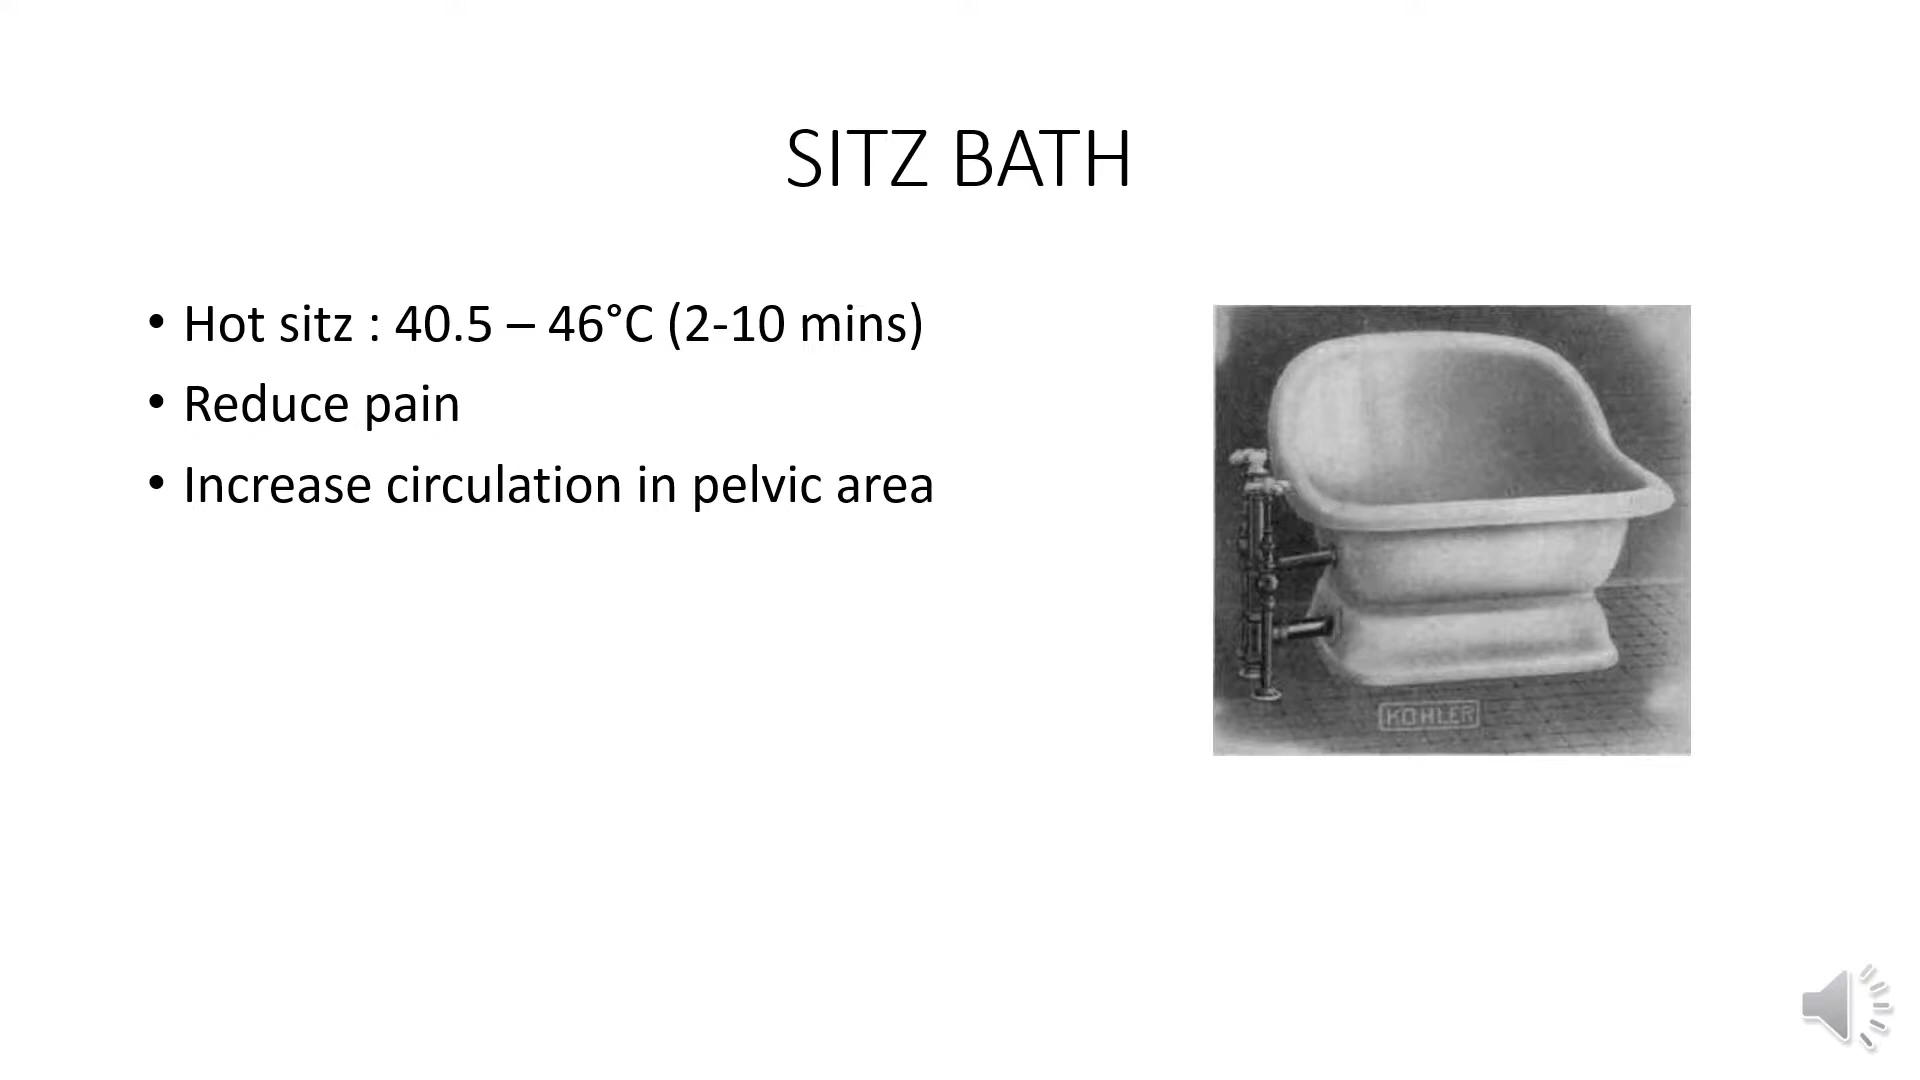 SITZ BATH
• Hot sitz : 40.5 – 46°C (2-10 mins)
• Reduce pain
• Increase circulation in pelvic area
KOHLER